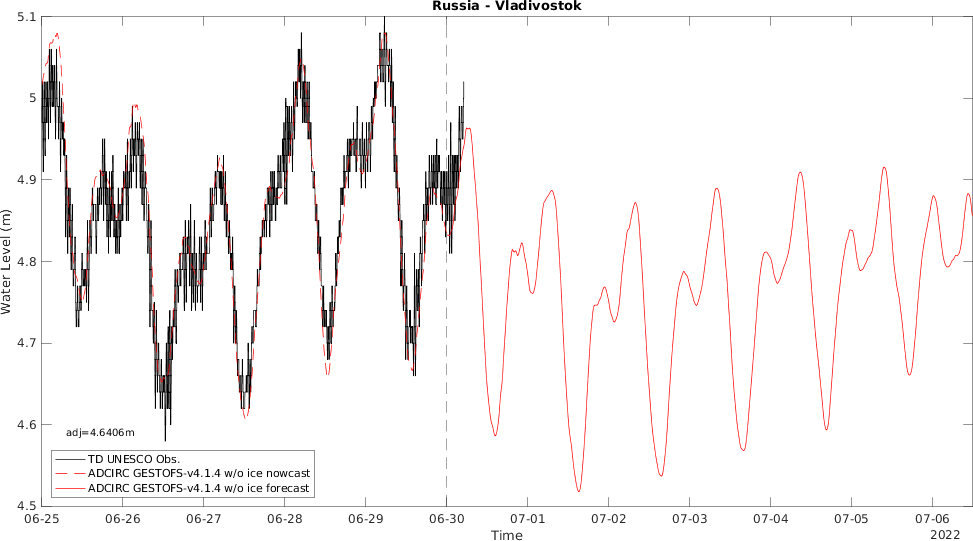 Russia - Vladivostok
5.1
5
4.9
4.8
4.7
4.6
4.5
Water Level (m)
adj=4.6406m
TD UNESCO Obs.
ADCIRC GESTOFS-v4.1.4 w/o ice nowcast
ADCIRC GESTOFS-v4.1.4 w/o ice forecast
06-25 06-26 06-27 06-28 06-29 06-30 07-01 07-02 07-03 07-04 07-05 07-06
Time
2022